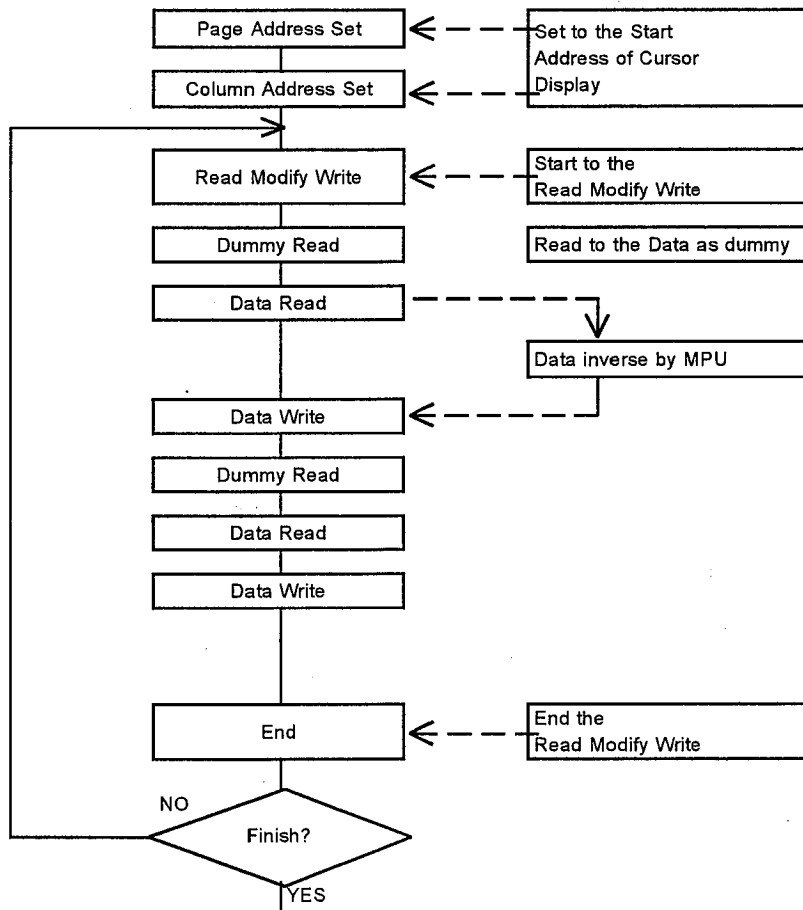 Page Address Set
Set to the Start
Address of Cursor
Display
Column Address Set
Read Modify Write
Start to the
Read Modify Write
Dummy Read
Read to the Data as dummy
Data Read
Data inverse by MPU
Data Write
Dummy Read
Data Read
Data Write
End
End the
Read Modify Write
NO
Finish?
YES